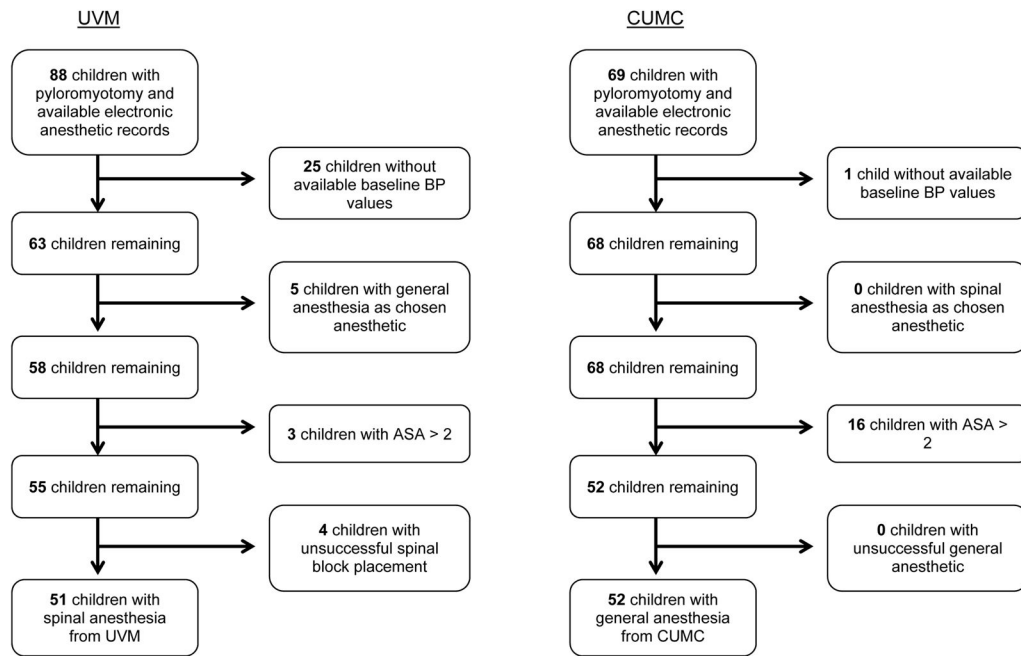 UVM
88 children with
pyloromyotomy and
available electronic
anesthetic records
25 children without
available baseline BP
values
63 children remaining
5 children with general
anesthesia as chosen
anesthetic
58 children remaining
3 children with ASA > 2
55 children remaining
4 children with
unsuccessful spinal
block placement
51 children with
spinal anesthesia
from UVM
CUMC
69 children with
pyloromyotomy and
available electronic
anesthetic records
1 child without available
baseline BP values
68 children remaining
0 children with spinal
anesthesia as chosen
anesthetic
68 children remaining
16 children with ASA >
2
52 children remaining
0 children with
unsuccessful general
anesthetic
52 children with
general anesthesia
from CUMC